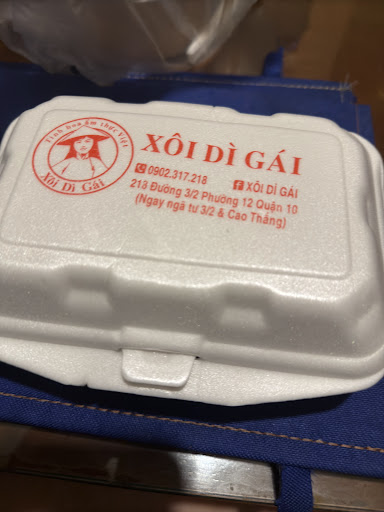 Tinh hoa ẩm thực Việt
Xôi Dì Gái
XÔI DÌ GÁI
0902.317.218 XÔI DÌ GÁI
218 Đường 3/2 Phường 12 Quận 10
(Ngay ngã tư 3/2 & Cao Thắng)